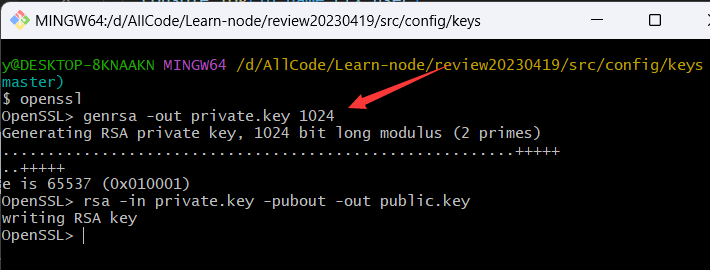 MINGW64:/d/AllCode/Learn-node/review20230419/src/config/keys
y@DESKTOP-8KNAAKN MINGW64 /d/AllCode/Learn-node/review20230419/src/config/keys
master)
$ openssl
OpenSSL> genrsa -out private.key 1024
Generating RSA private key, 1024 bit long modulus (2 primes)
.............................................................+++++
..+++++
e is 65537 (0x010001)
OpenSSL> rsa -in private.key -pubout -out public.key
writing RSA key
OpenSSL>